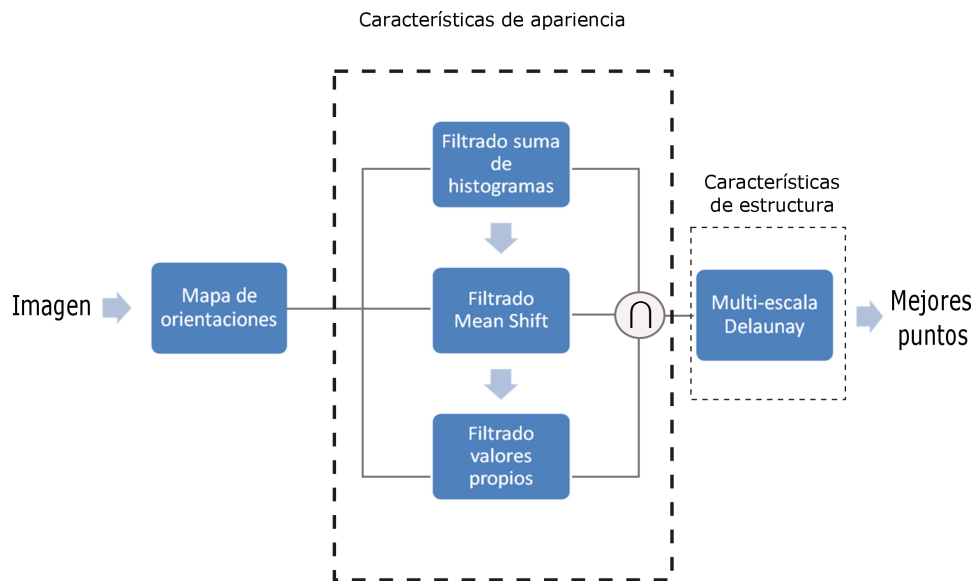 Características de apariencia
Filtrado suma
de
histogramas
Características
de estructura
Imagen
Mapa de
orientaciones
Filtrado
Mean Shift
⋂
Multi-escala
Delaunay
Mejores
puntos
Filtrado
valores
propios